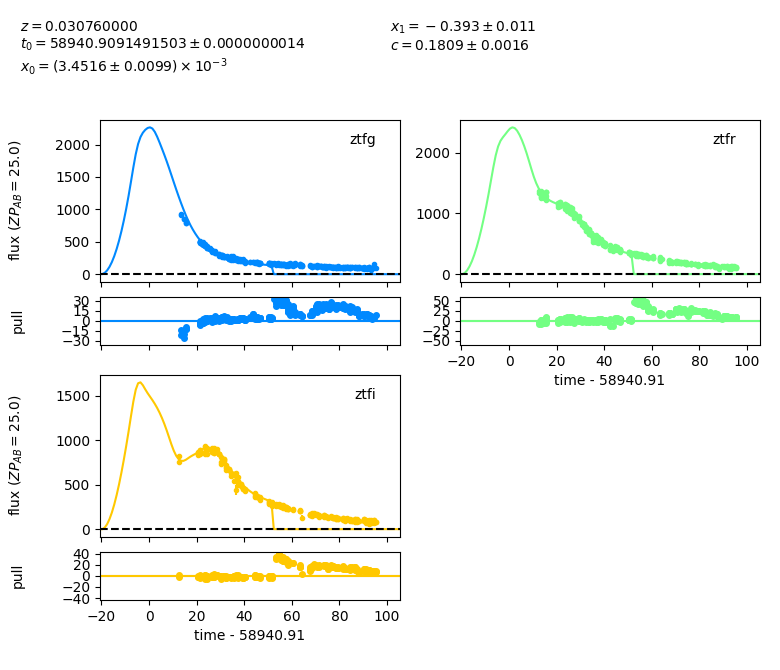 z = 0.030760000
t₀ = 58940.9091491503 ± 0.0000000014
x₀ = (3.4516 ± 0.0099) × 10⁻³
x₁ = −0.393 ± 0.011
c = 0.1809 ± 0.0016
flux (ZP_AB = 25.0)
2000
1500
1000
500
0
ztfg
2000
1000
0
ztfr
pull
30
15
0
−15
−30
50
25
0
−25
−50
−20 0 20 40 60 80 100
time - 58940.91
flux (ZP_AB = 25.0)
1500
1000
500
0
ztfi
pull
40
20
0
−20
−40
−20 0 20 40 60 80 100
time - 58940.91